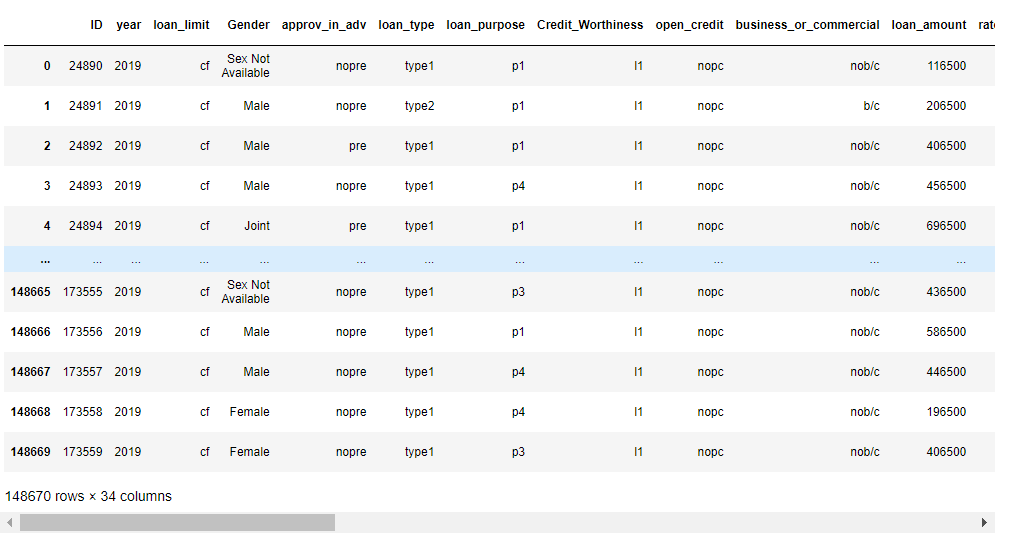 ID year loan_limit Gender approv_in_adv loan_type loan_purpose Credit_Worthiness open_credit business_or_commercial loan_amount rate
0 24890 2019 cf Sex Not Available nopre type1 p1 l1 nopc nob/c 116500
1 24891 2019 cf Male nopre type2 p1 l1 nopc b/c 206500
2 24892 2019 cf Male pre type1 p1 l1 nopc nob/c 406500
3 24893 2019 cf Male nopre type1 p4 l1 nopc nob/c 456500
4 24894 2019 cf Joint pre type1 p1 l1 nopc nob/c 696500
... ... ... ... ... ... ... ... ... ... ... ...
148665 173555 2019 cf Sex Not Available nopre type1 p3 l1 nopc nob/c 436500
148666 173556 2019 cf Male nopre type1 p1 l1 nopc nob/c 586500
148667 173557 2019 cf Male nopre type1 p4 l1 nopc nob/c 446500
148668 173558 2019 cf Female nopre type1 p4 l1 nopc nob/c 196500
148669 173559 2019 cf Female nopre type1 p3 l1 nopc nob/c 406500
148670 rows × 34 columns